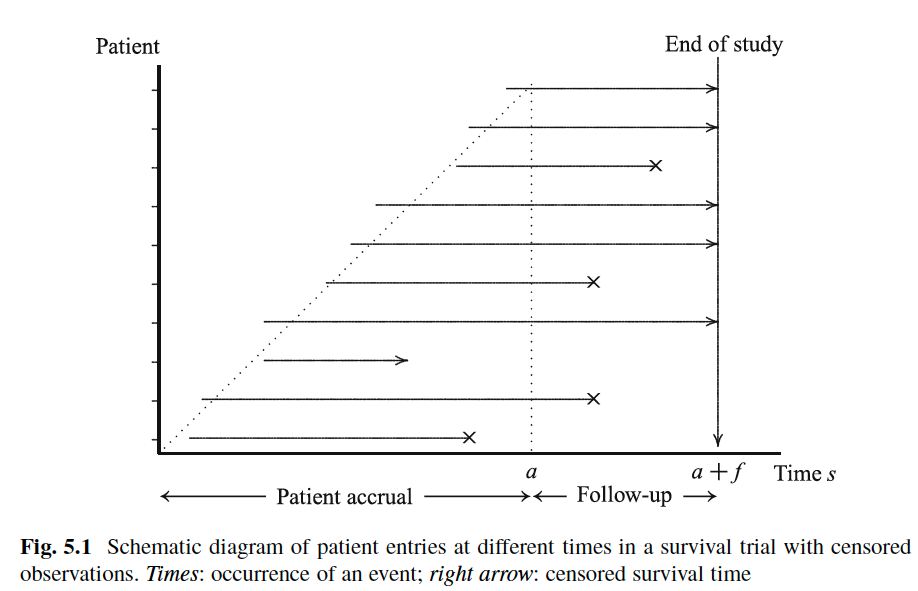 Patient
End of study
a
a + f
Time s
Patient accrual
Follow-up
Fig. 5.1 Schematic diagram of patient entries at different times in a survival trial with censored
observations. Times: occurrence of an event; right arrow: censored survival time